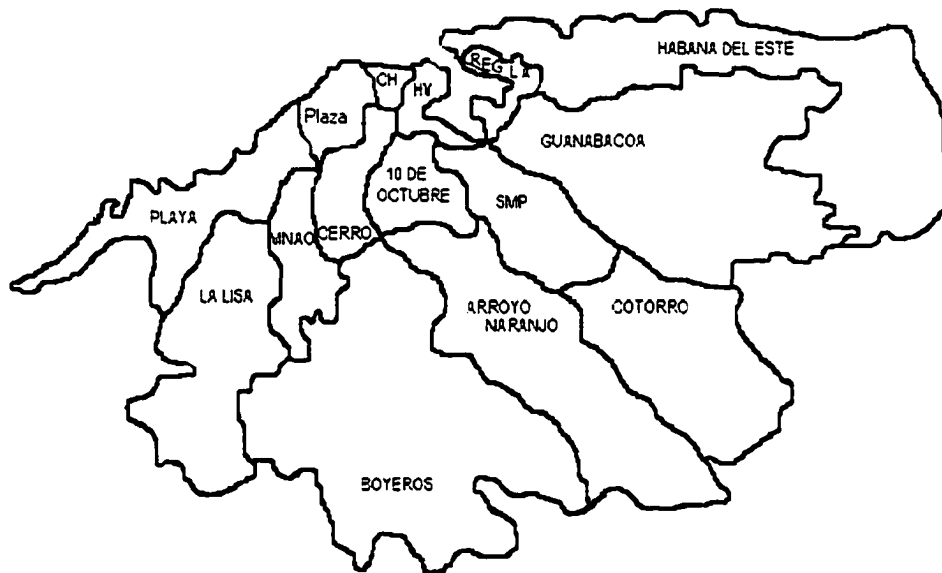 HABANA DEL ESTE
REGLA
CH
HV
Plaza
GUANABACOA
10 DE
OCTUBRE
SMP
PLAYA
MNAO
CERRO
LA LISA
ARROYO
NARANJO
COTORRO
BOYEROS